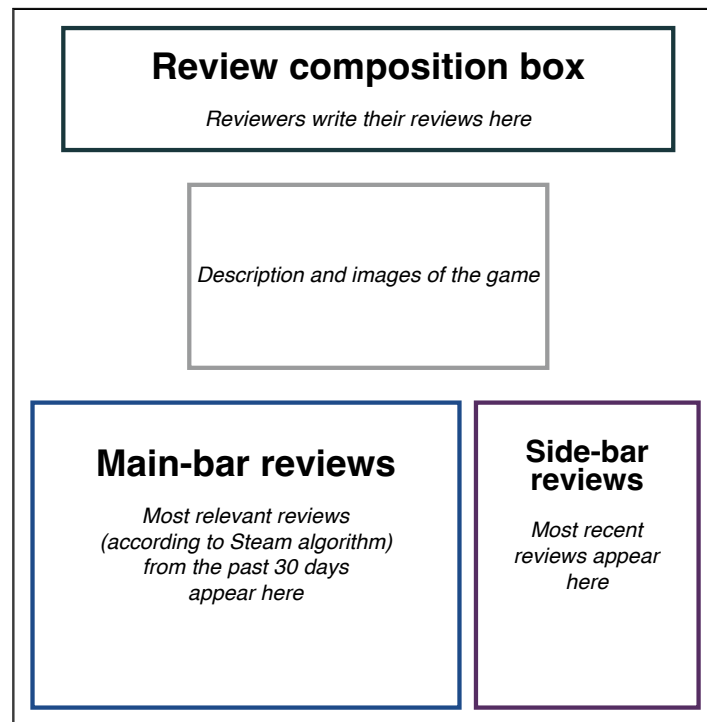 Review composition box
Reviewers write their reviews here
Description and images of the game
Main-bar reviews
Most relevant reviews
(according to Steam algorithm)
from the past 30 days
appear here
Side-bar
reviews
Most recent
reviews appear
here